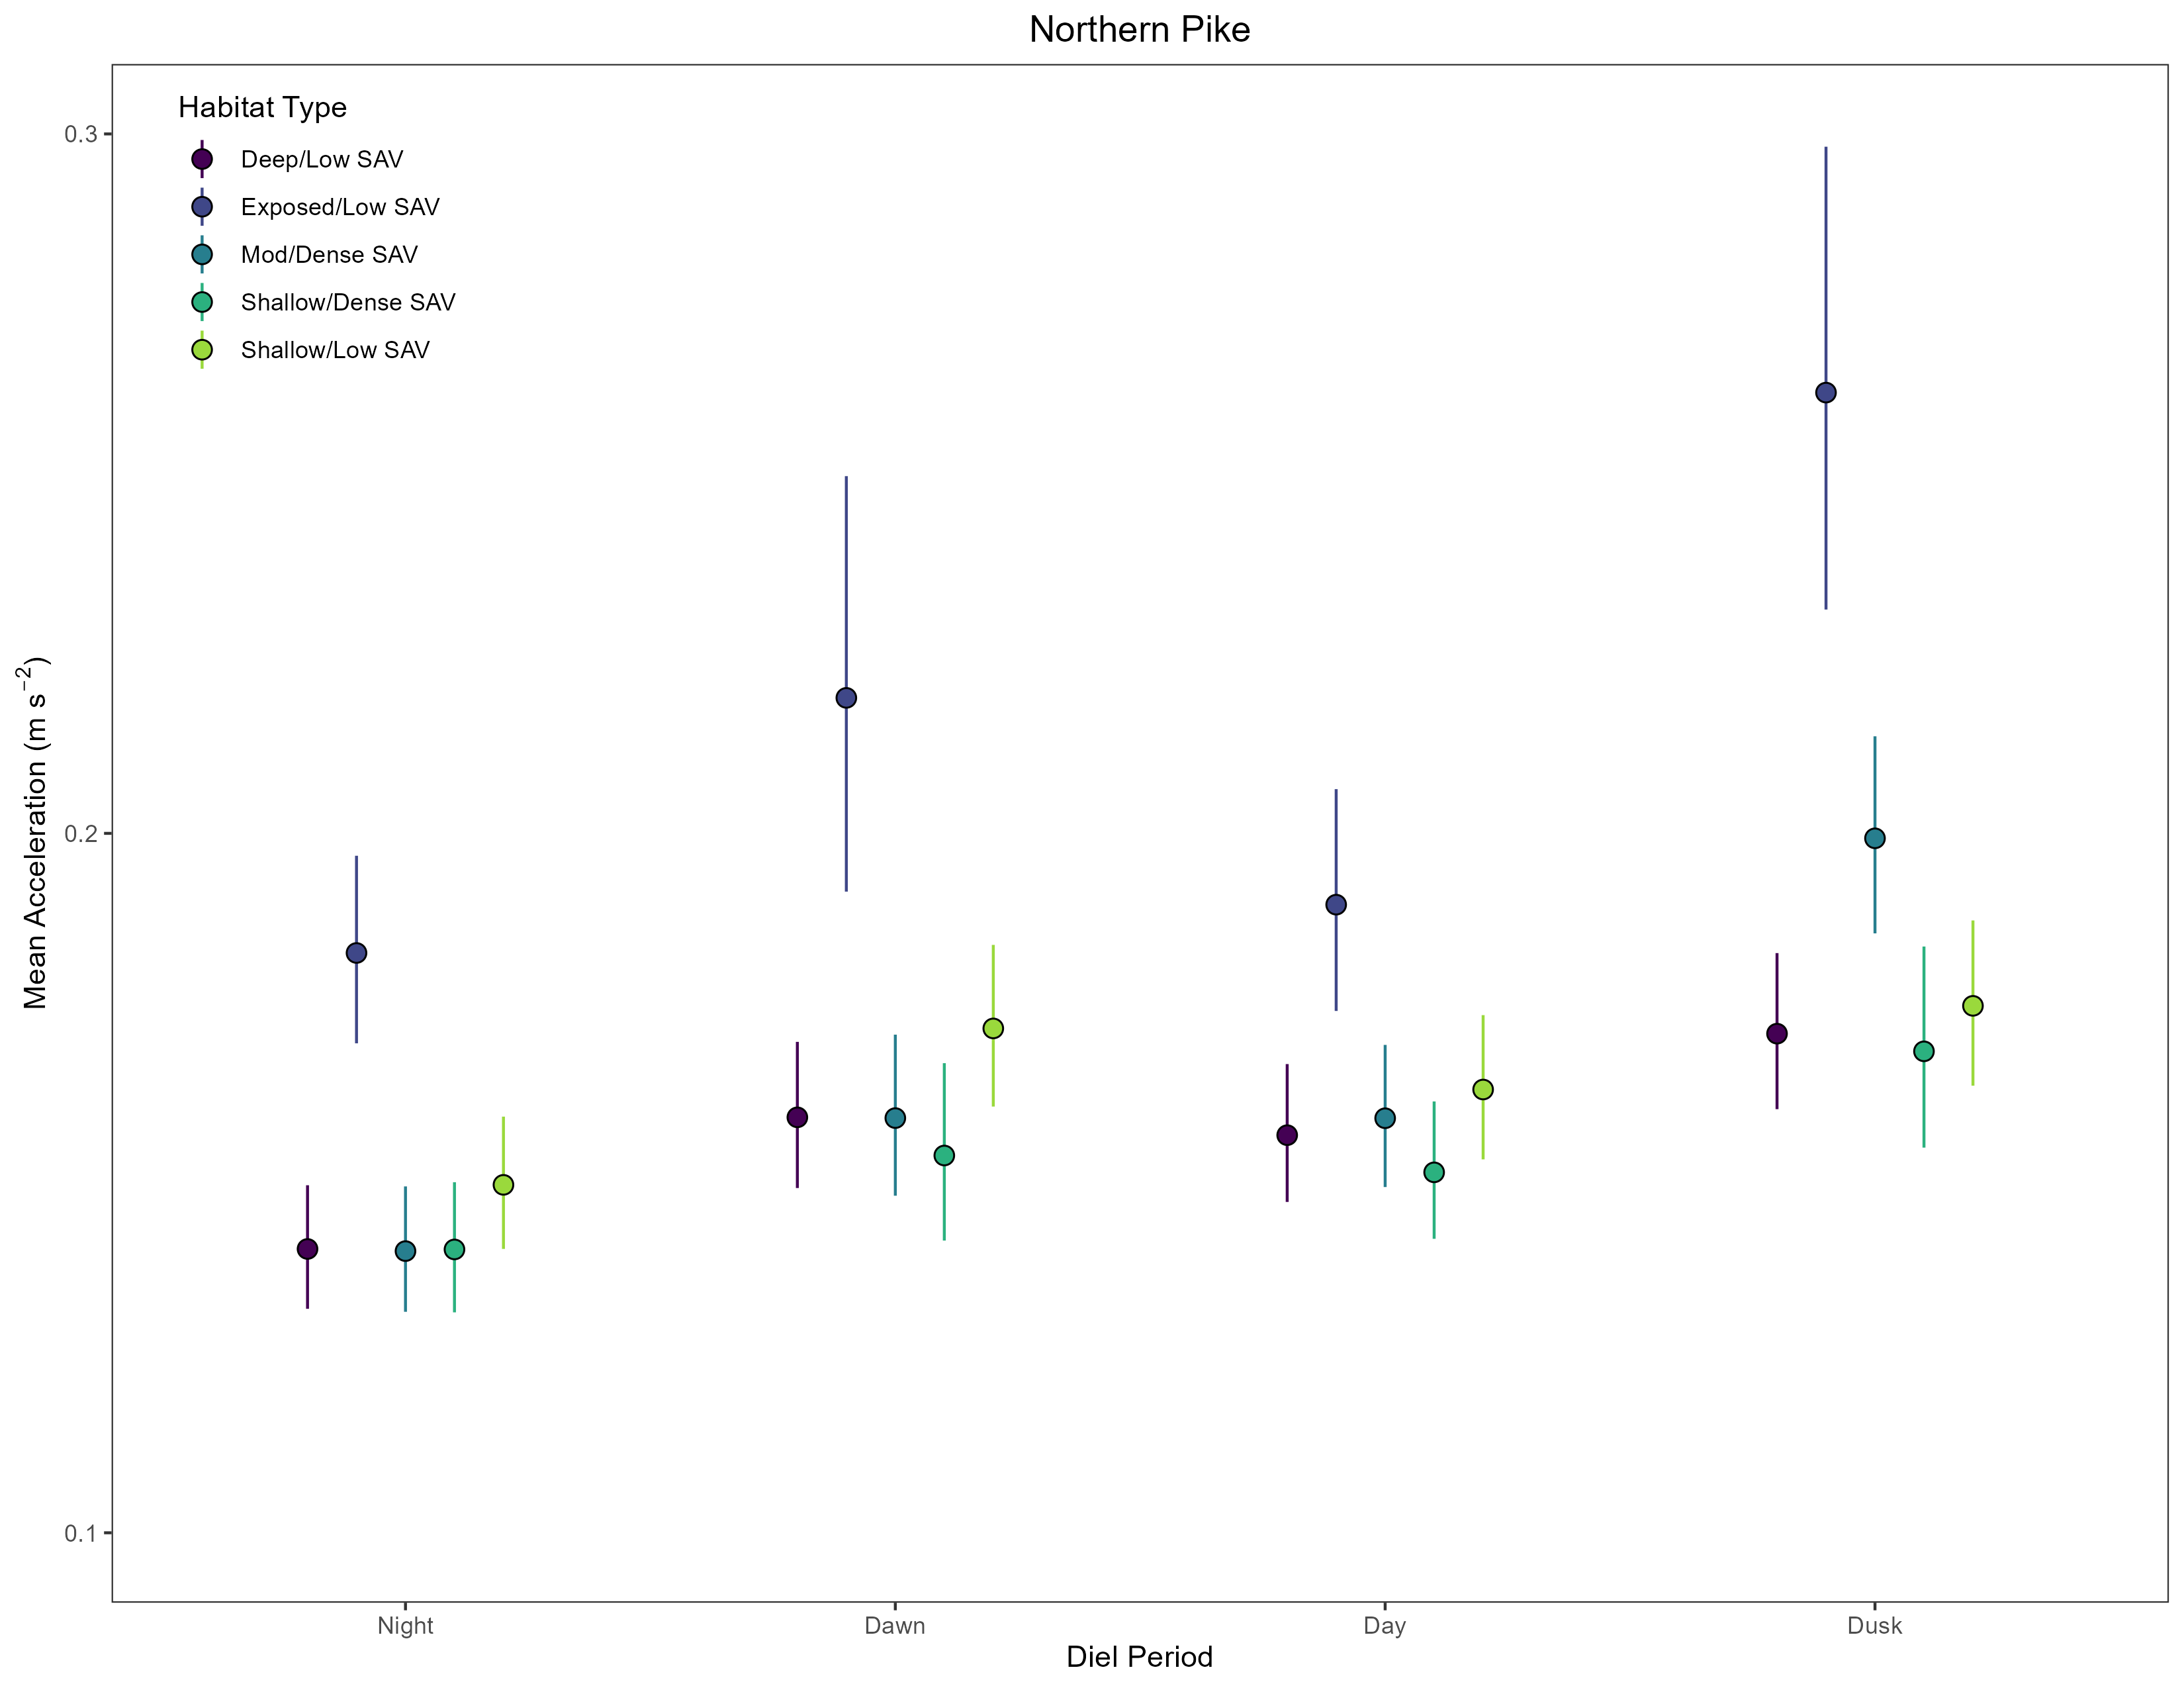 Northern Pike
Habitat Type
Deep/Low SAV
Exposed/Low SAV
Mod/Dense SAV
Shallow/Dense SAV
Shallow/Low SAV
0.3
0.2
0.1
Mean Acceleration (m s⁻²)
Night Dawn Day Dusk
Diel Period